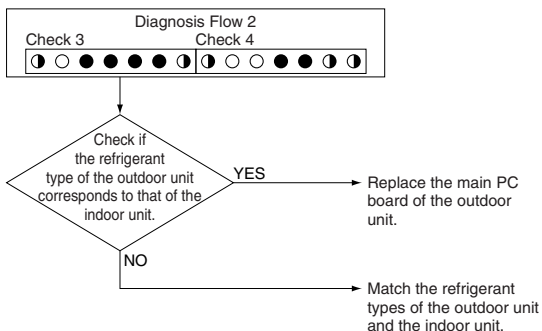 Diagnosis Flow 2
Check 3
Check 4
Check if
the refrigerant
type of the outdoor unit
corresponds to that of the
indoor unit.
YES
Replace the main PC
board of the outdoor
unit.
NO
Match the refrigerant
types of the outdoor unit
and the indoor unit.